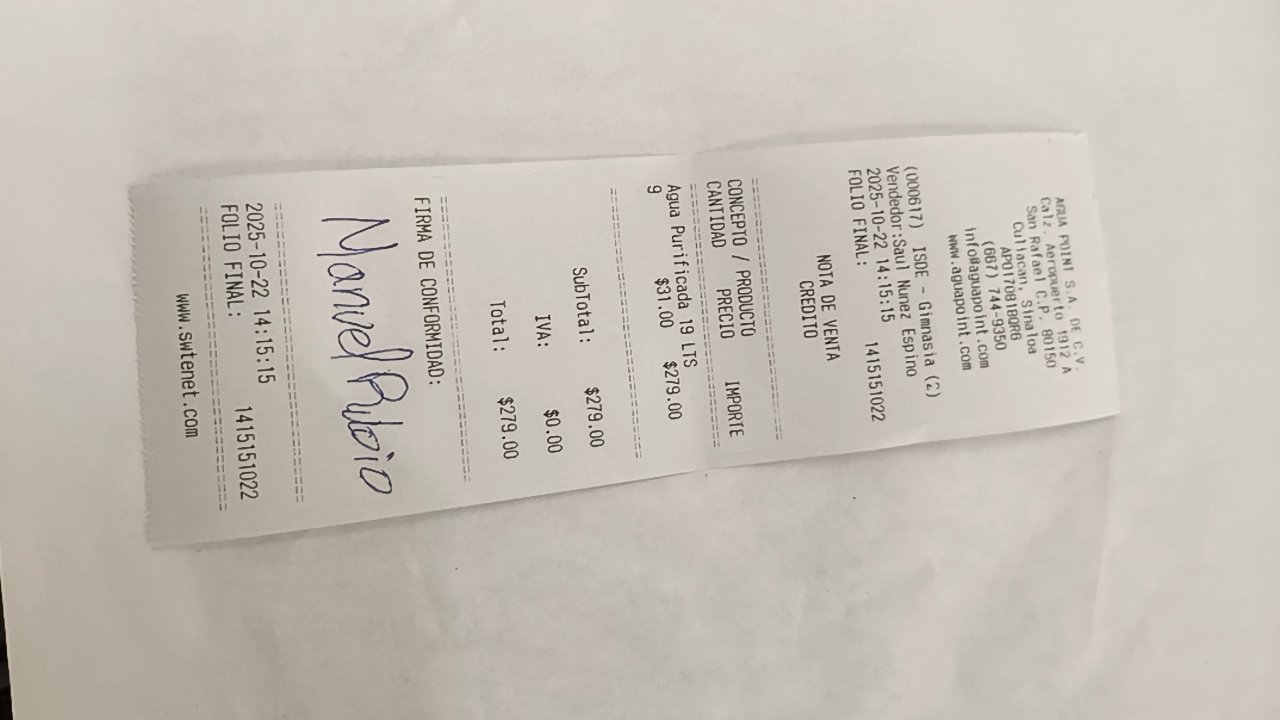 AGUA POINT S.A. DE C.V.
Calz. Aeropuerto 1912 A
San Rafael C.P. 80150
Culiacan, Sinaloa
APO170818QR6
(667) 744-9350
info@aguapoint.com
www.aguapoint.com
(000617) ISDE - Gimnasia (2)
Vendedor:Saul Nunez Espino
2025-10-22 14:15:15
FOLIO FINAL: 1415151022
NOTA DE VENTA
CREDITO
CONCEPTO / PRODUCTO
CANTIDAD PRECIO IMPORTE
Agua Purificada 19 LTS
9 $31.00 $279.00
SubTotal: $279.00
IVA: $0.00
Total: $279.00
FIRMA DE CONFORMIDAD:
Manuel Rubio
2025-10-22 14:15:15
FOLIO FINAL: 1415151022
www.swtenet.com